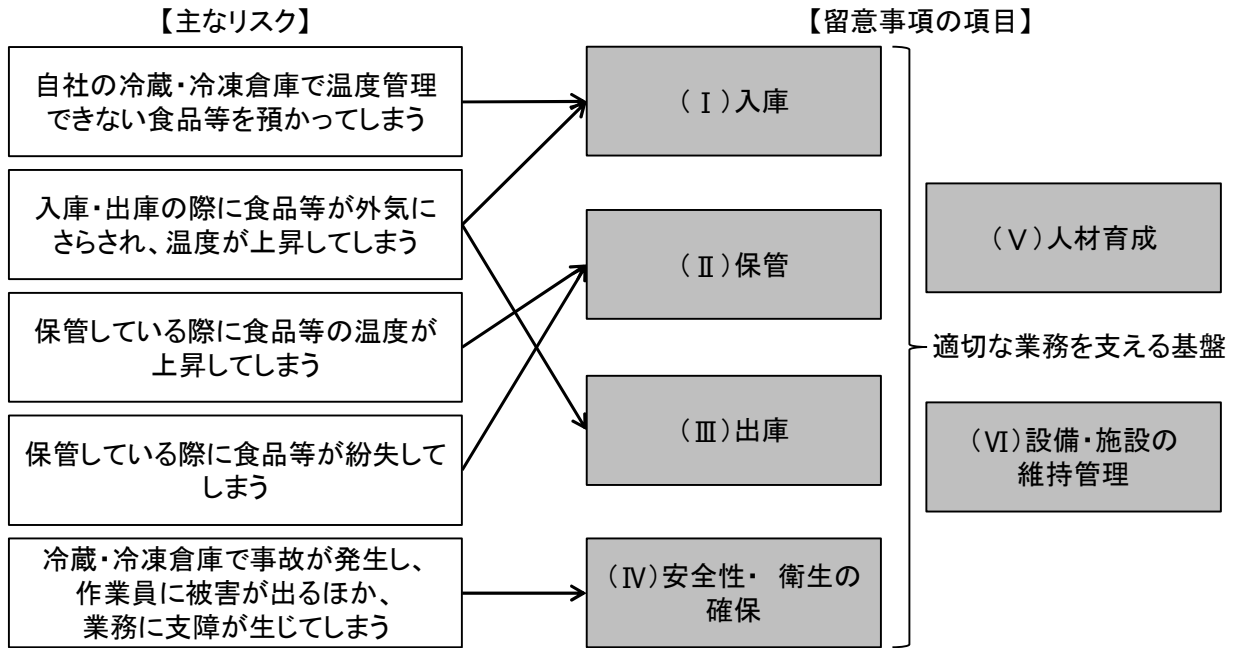 【主なリスク】
【留意事項の項目】
自社の冷蔵・冷凍倉庫で温度管理
できない食品等を預かってしまう
入庫・出庫の際に食品等が外気に
さらされ、温度が上昇してしまう
保管している際に食品等の温度が
上昇してしまう
保管している際に食品等が紛失して
しまう
冷蔵・冷凍倉庫で事故が発生し、
作業員に被害が出るほか、
業務に支障が生じてしまう
(Ⅰ)入庫
(Ⅱ)保管
(Ⅲ)出庫
(Ⅳ)安全性・ 衛生の
確保
(Ⅴ)人材育成
適切な業務を支える基盤
(Ⅵ)設備・施設の
維持管理